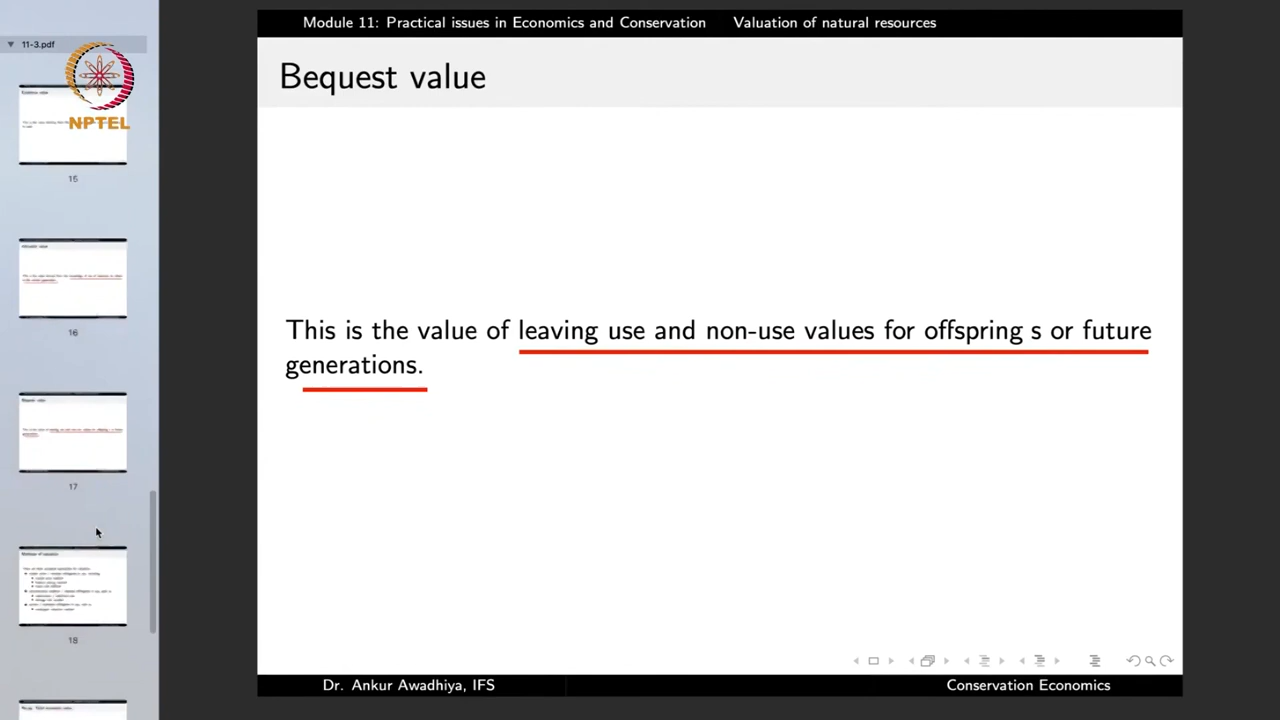 Module 11: Practical issues in Economics and Conservation Valuation of natural resources
11-3.pdf
NPTEL
Bequest value
This is the value of leaving use and non-use values for offspring s or future
generations.
15
16
17
18
Dr. Ankur Awadhiya, IFS
Conservation Economics